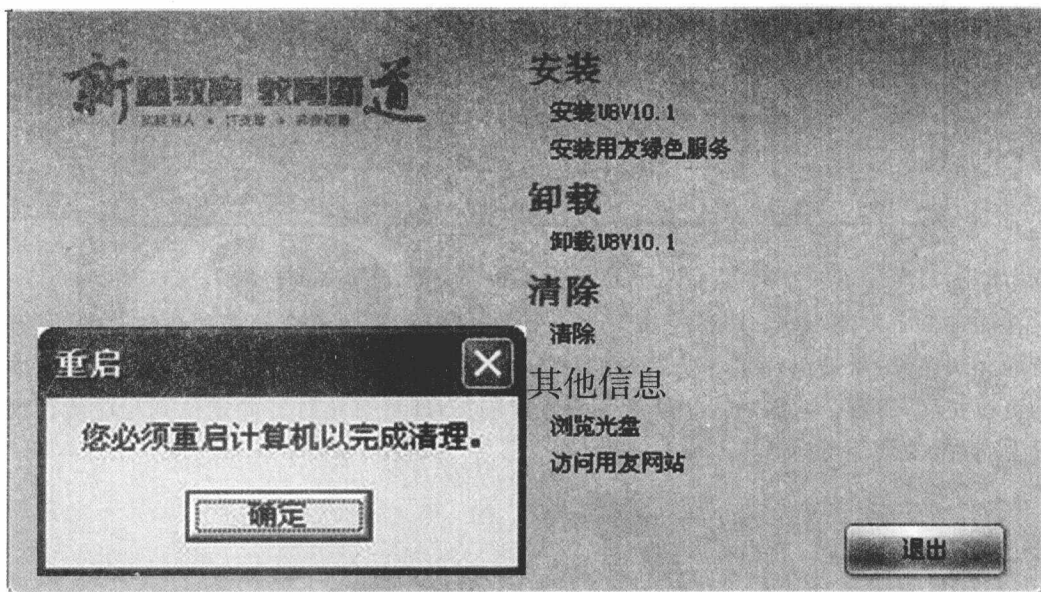 新道教育 教育新道
安装
安装U8V10.1
安装用友绿色服务
卸载
卸载U8V10.1
清除
清除
其他信息
浏览光盘
访问用友网站
退出
重启
您必须重启计算机以完成清理。
确定